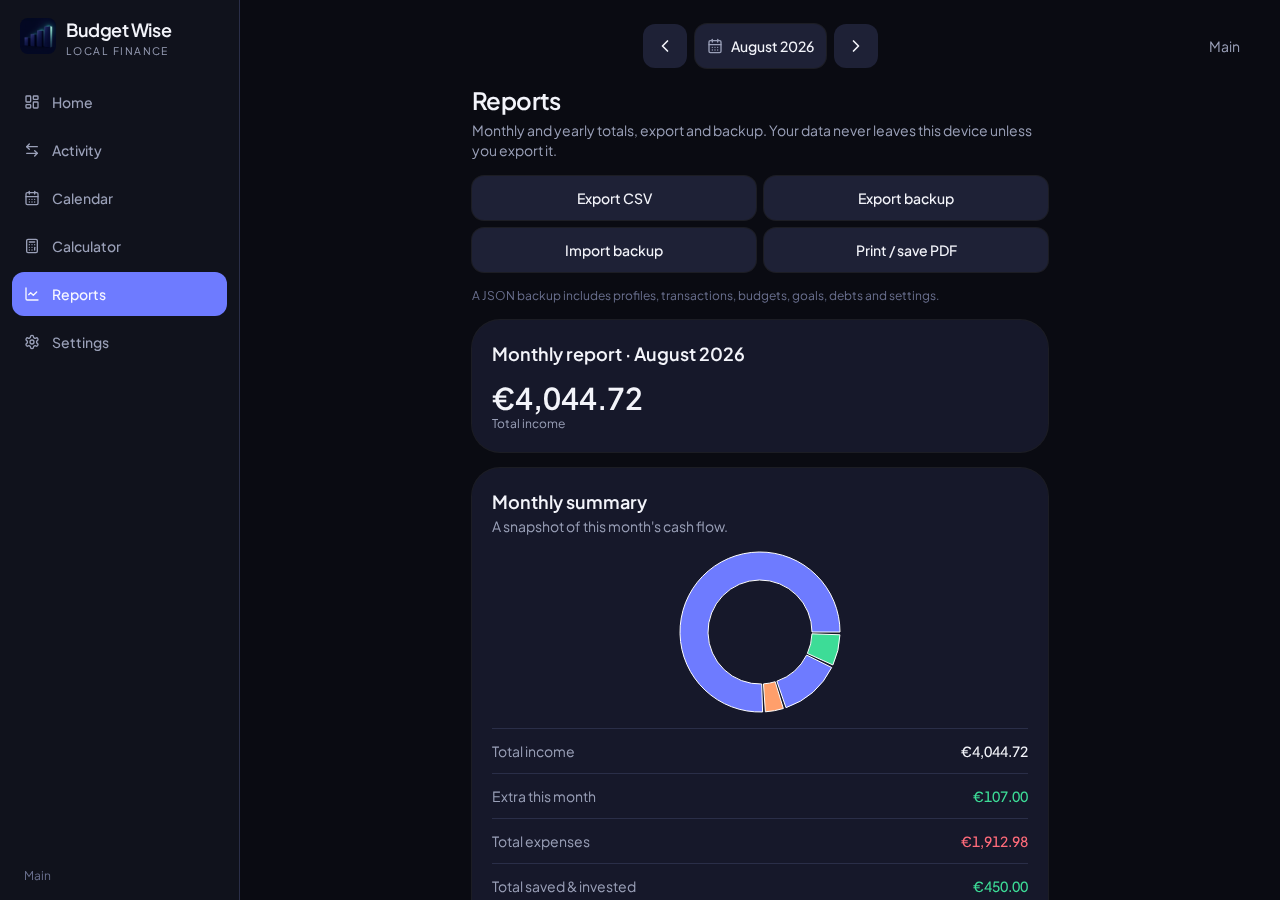 Budget Wise
LOCAL FINANCE
Home
Activity
Calendar
Calculator
Reports
Settings
Main
August 2026
Main
Reports
Monthly and yearly totals, export and backup. Your data never leaves this device unless
you export it.
Export CSV
Export backup
Import backup
Print / save PDF
A JSON backup includes profiles, transactions, budgets, goals, debts and settings.
Monthly report · August 2026
€4,044.72
Total income
Monthly summary
A snapshot of this month's cash flow.
Total income €4,044.72
Extra this month €107.00
Total expenses €1,912.98
Total saved & invested €450.00